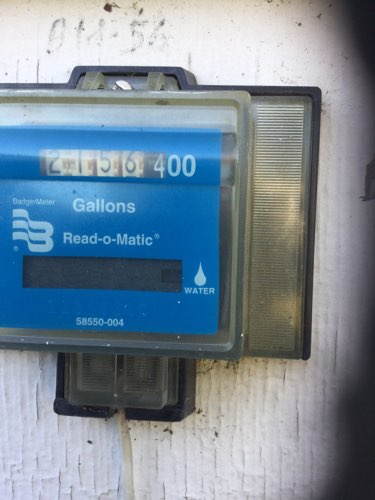 2156400
BadgerMeter
Gallons
®
Read-o-Matic®
WATER
58550-004